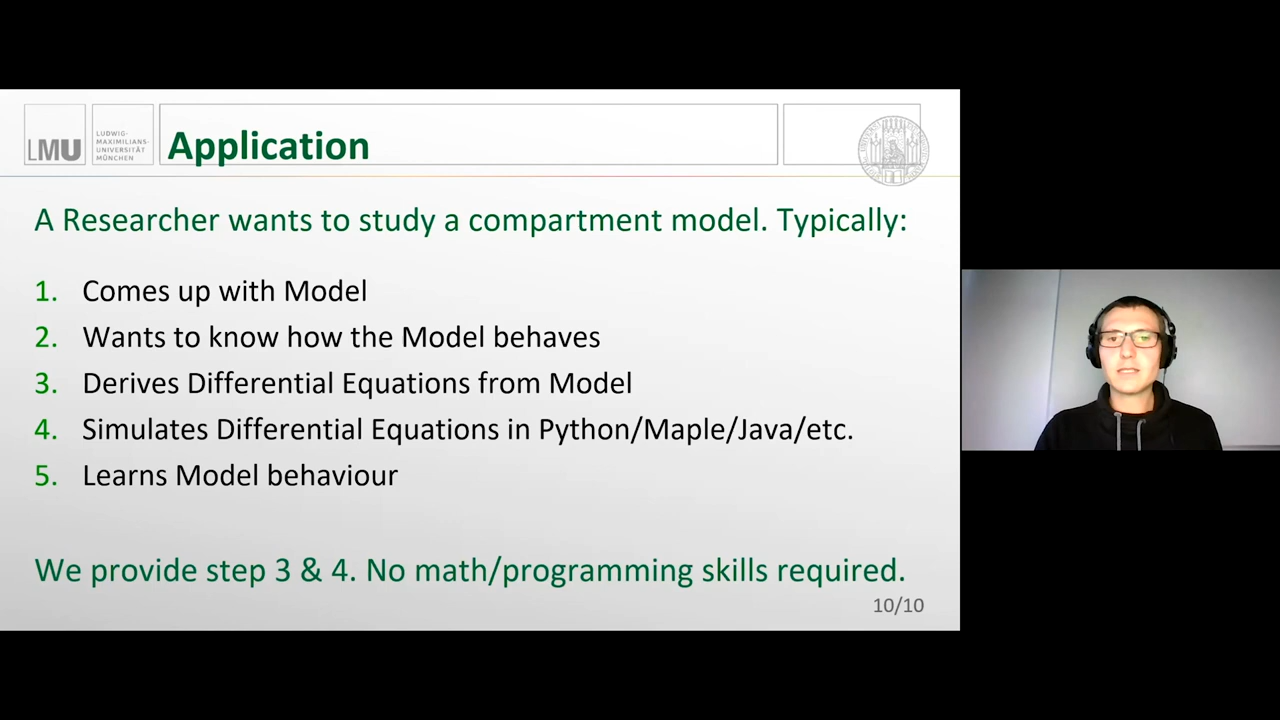 LMU
LUDWIG-
MAXIMILIANS-
UNIVERSITÄT
MÜNCHEN
Application
A Researcher wants to study a compartment model. Typically:
1. Comes up with Model
2. Wants to know how the Model behaves
3. Derives Differential Equations from Model
4. Simulates Differential Equations in Python/Maple/Java/etc.
5. Learns Model behaviour
We provide step 3 & 4. No math/programming skills required.
10/10